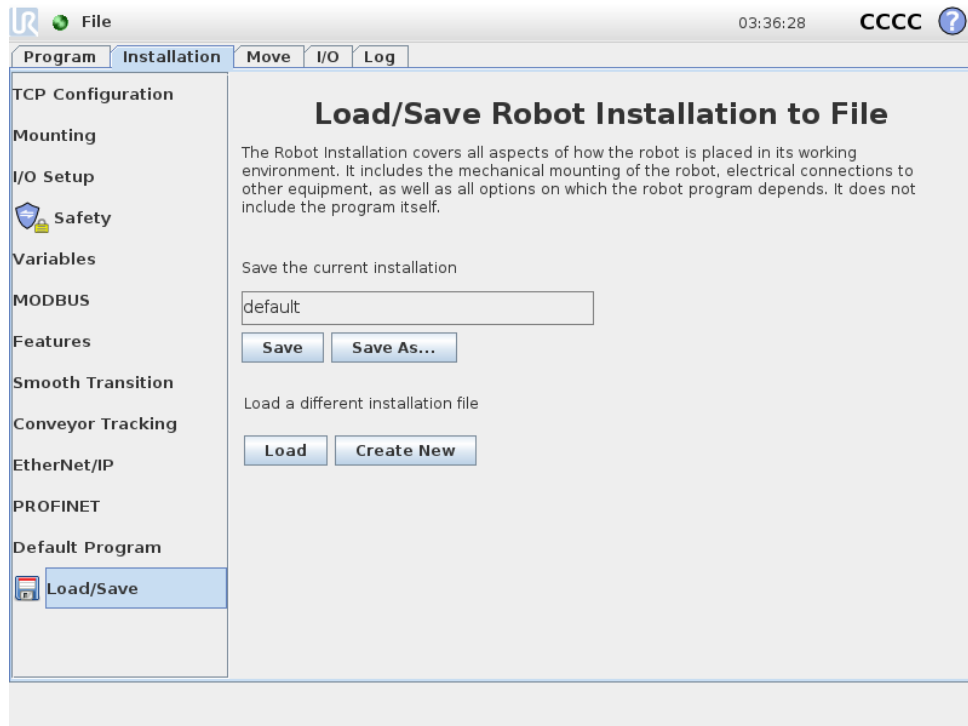 UR File 03:36:28 CCCC ?
Program Installation Move I/O Log
TCP Configuration
Mounting
I/O Setup
Safety
Variables
MODBUS
Features
Smooth Transition
Conveyor Tracking
EtherNet/IP
PROFINET
Default Program
Load/Save
Load/Save Robot Installation to File
The Robot Installation covers all aspects of how the robot is placed in its working
environment. It includes the mechanical mounting of the robot, electrical connections to
other equipment, as well as all options on which the robot program depends. It does not
include the program itself.
Save the current installation
default
Save Save As...
Load a different installation file
Load Create New